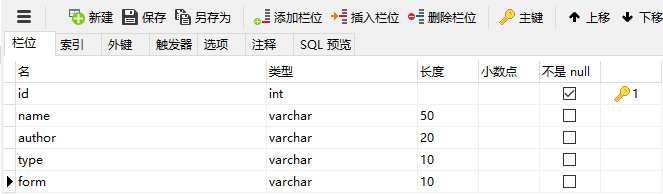 新建 保存 另存为 添加栏位 插入栏位 删除栏位 主键 上移 下移
栏位 索引 外键 触发器 选项 注释 SQL 预览
名 类型 长度 小数点 不是 null
id int 1
name varchar 50
author varchar 20
type varchar 10
form varchar 10